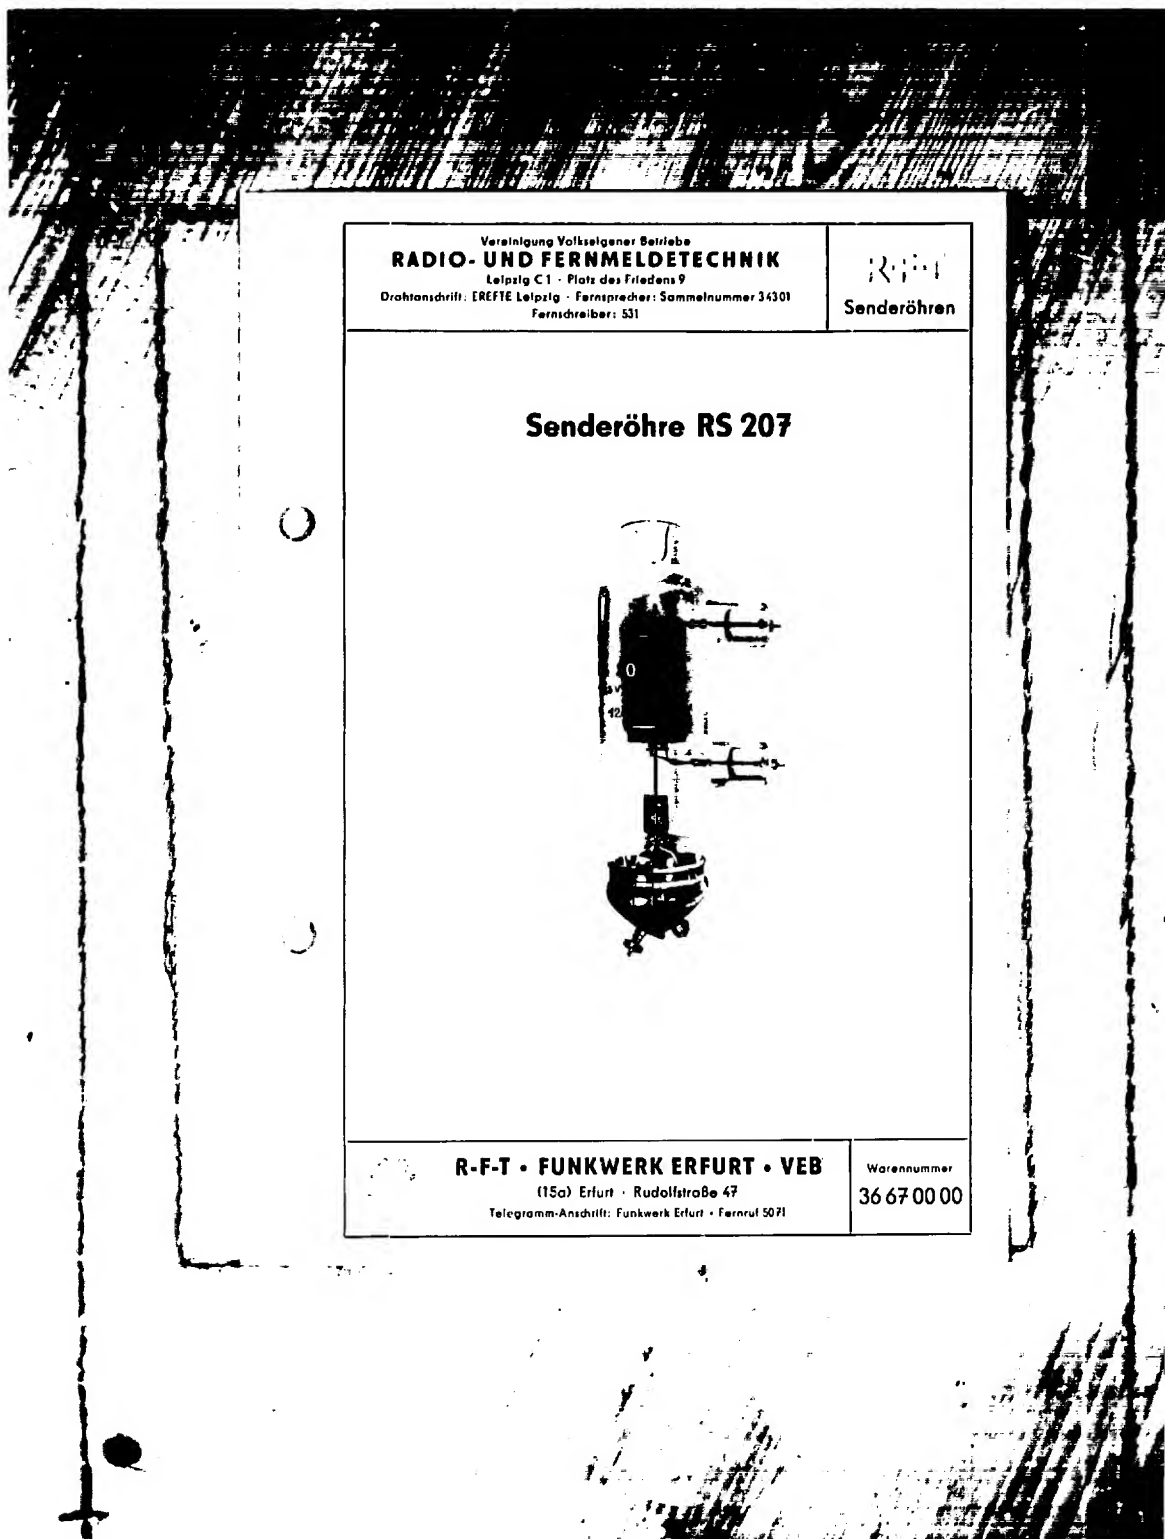 Vereinigung Volkseigener Betriebe
RADIO- UND FERNMELDETECHNIK
Leipzig C1 · Platz des Friedens 9
Drahtanschrift: EREFTE Leipzig · Fernsprecher: Sammelnummer 34301
Fernschreiber: 531
R·F·T
Senderöhren
Senderöhre RS 207
R-F-T • FUNKWERK ERFURT • VEB
(15a) Erfurt · Rudolfstraße 47
Telegramm-Anschrift: Funkwerk Erfurt • Fernruf 5071
Warennummer
36 67 00 00